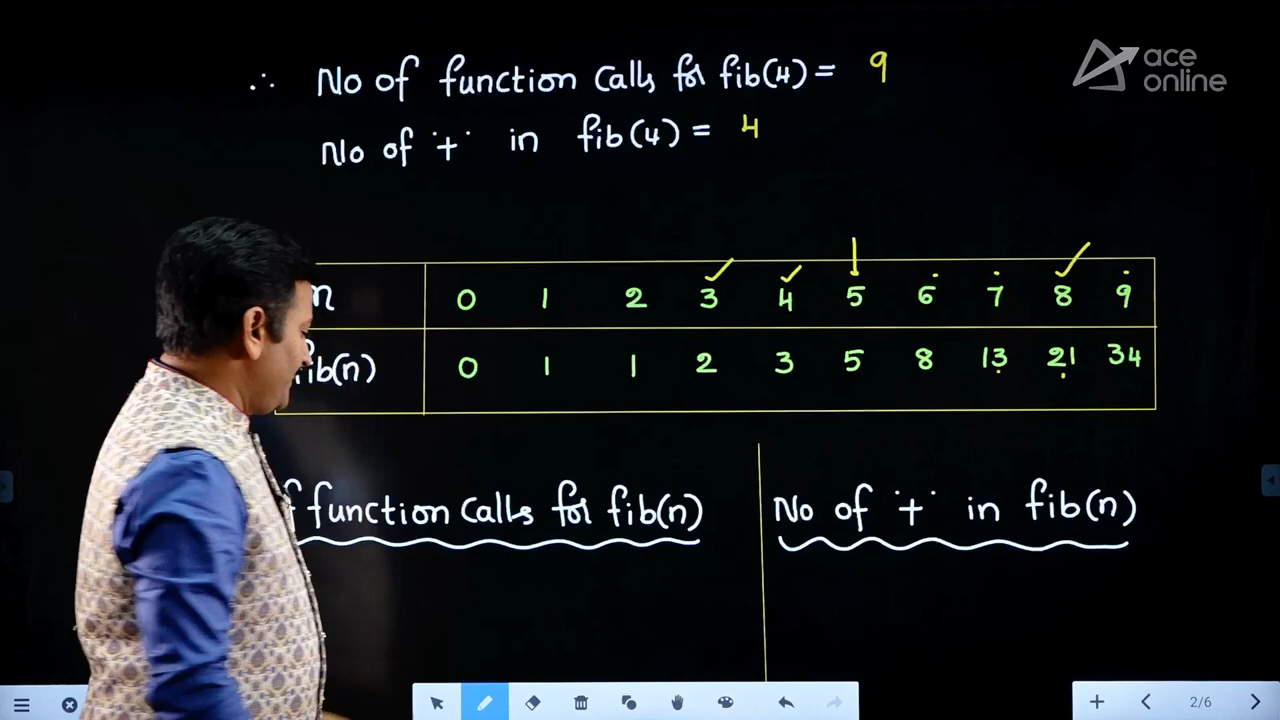 ∴ No of function calls for fib(4) = 9
No of '+' in fib(4) = 4
ace
online
n 0 1 2 3 4 5 6 7 8 9
fib(n) 0 1 1 2 3 5 8 13 21 34
function calls for fib(n)
No of '+' in fib(n)
2/6